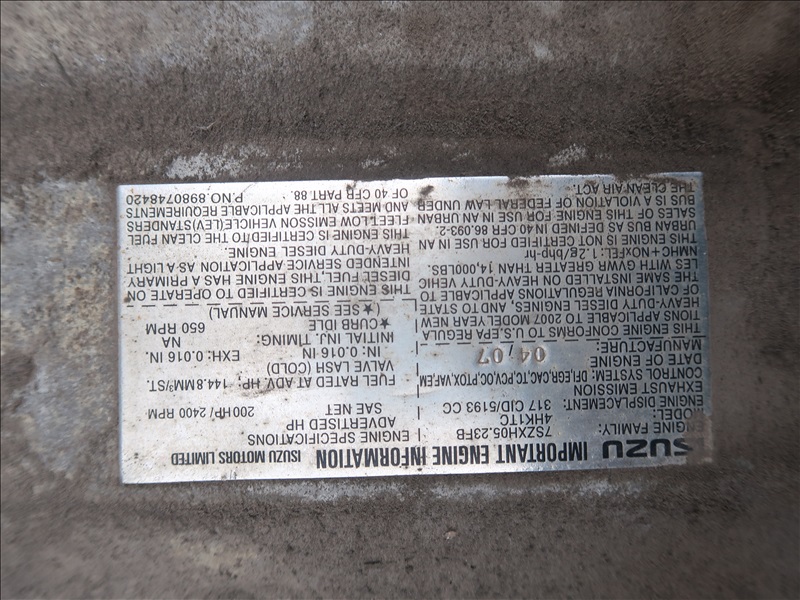 ISUZU IMPORTANT ENGINE INFORMATION ISUZU MOTORS LIMITED
ENGINE FAMILY: 7SZXH05.23FB
MODEL: 4HK1TC
ENGINE DISPLACEMENT: 317 CID/5193 CC
EXHAUST EMISSION
CONTROL SYSTEM: DFI,EGR,CAC,TC,PCV,OC,PTOX,VAF,EM
DATE OF ENGINE
MANUFACTURE: 04, 07
THIS ENGINE CONFORMS TO U.S.EPA REGULA
TIONS APPLICABLE TO 2007 MODEL YEAR NEW
HEAVY-DUTY DIESEL ENGINES, AND TO STATE
OF CALIFORNIA REGULATIONS APPLICABLE TO
THE SAME INSTALLED ON HEAVY-DUTY VEHIC
LES WITH GVWR GREATER THAN 14,000LBS.
NMHC+NOxFEL:1.2g/bhp-hr
THIS ENGINE IS NOT CERTIFIED FOR USE IN AN
URBAN BUS AS DEFINED IN 40 CFR 86.093-2.
SALES OF THIS ENGINE FOR USE IN AN URBAN
BUS IS A VIOLATION OF FEDERAL LAW UNDER
THE CLEAN AIR ACT.
ENGINE SPECIFICATIONS
ADVERTISED HP
SAE NET 200HP/2400 RPM
FUEL RATED AT ADV. HP: 144.8MM³/ST.
VALVE LASH (COLD)
IN: 0.016 IN EXH: 0.016 IN.
INITIAL INJ. TIMING: NA
★CURB IDLE 650 RPM
(★SEE SERVICE MANUAL)
THIS ENGINE IS CERTIFIED TO OPERATE ON
DIESEL FUEL.THIS ENGINE HAS A PRIMARY
INTENDED SERVICE APPLICATION AS A LIGHT
HEAVY-DUTY DIESEL ENGINE.
THIS ENGINE IS CERTIFIED TO THE CLEAN FUEL
FLEET LOW EMISSION VEHICLE(LEV)STANDERS
AND MEETS AND ALL THE APPLICABLE REQUIREMENTS
OF 40 CFB PART 88. P.NO.8980748420